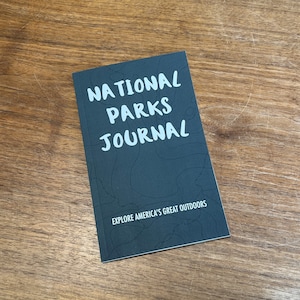 NATIONAL
PARKS
JOURNAL
EXPLORE AMERICA'S GREAT OUTDOORS